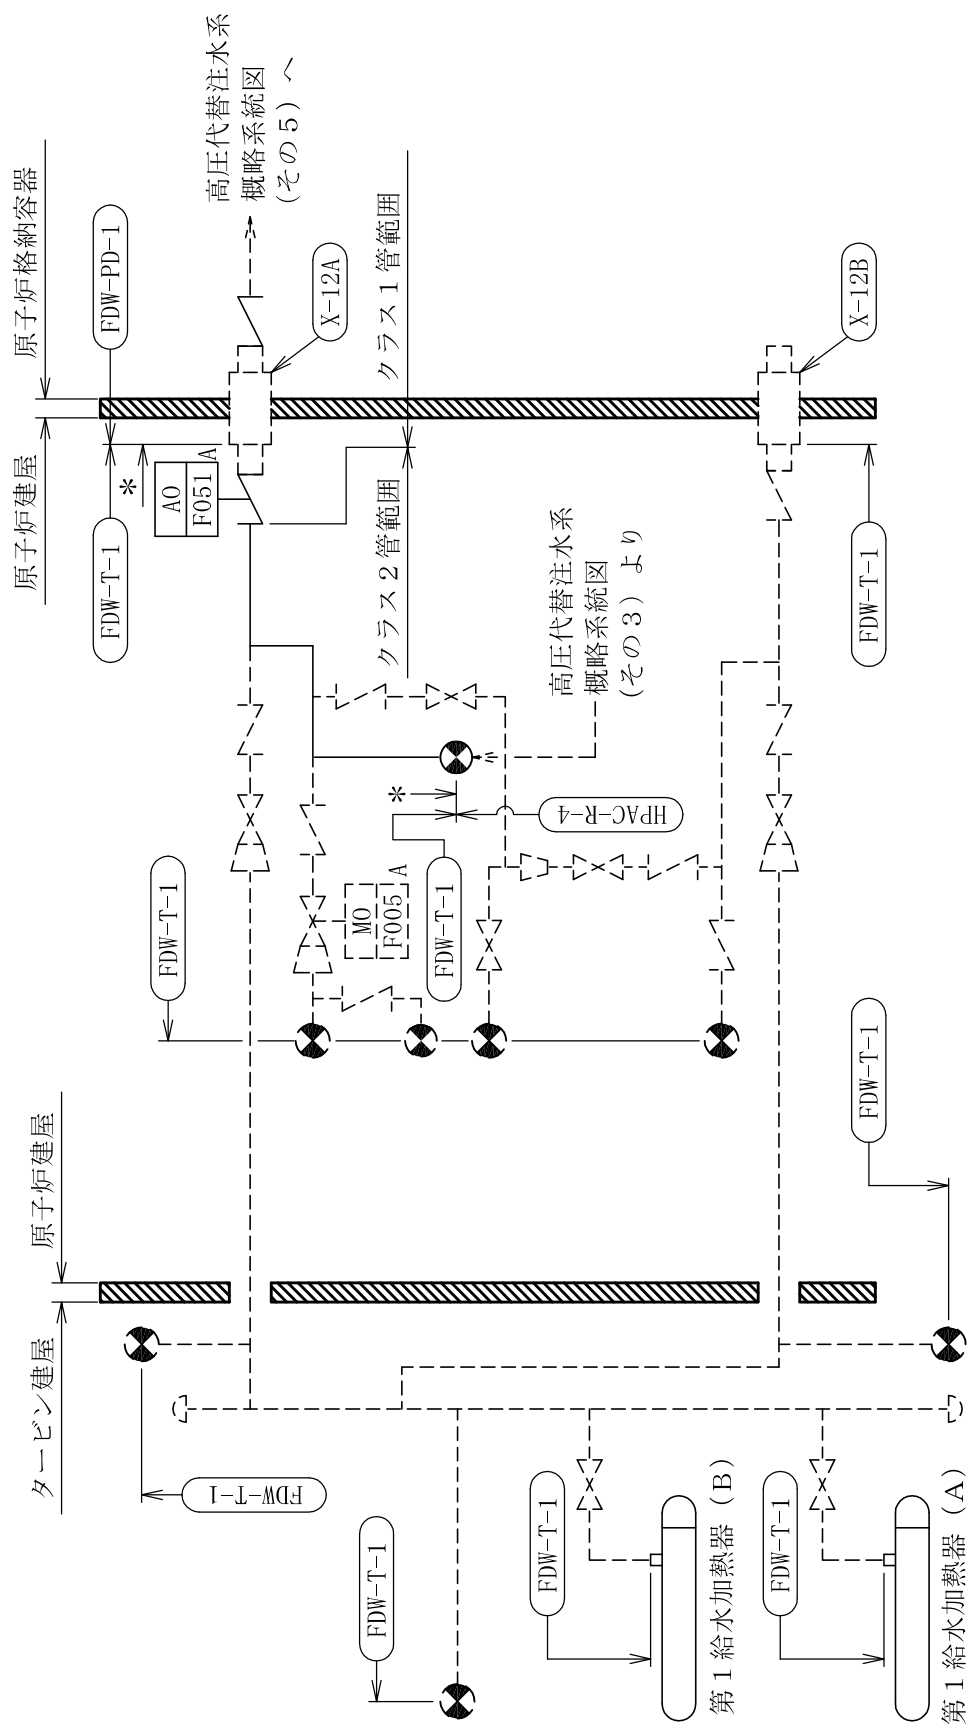 原子炉格納容器
原子炉建屋
FDW-PD-1
FDW-T-1
*
AO
F051
A
高圧代替注水系
概略系統図
(その５) へ
X-12A
クラス１管範囲
クラス２管範囲
X-12B
FDW-T-1
高圧代替注水系
概略系統図
(その３) より
*
HPAC-R-4
FDW-T-1
MO
F005
A
FDW-T-1
FDW-T-1
原子炉建屋
タービン建屋
FDW-T-1
FDW-T-1
FDW-T-1
第１給水加熱器 (B)
FDW-T-1
第１給水加熱器 (A)